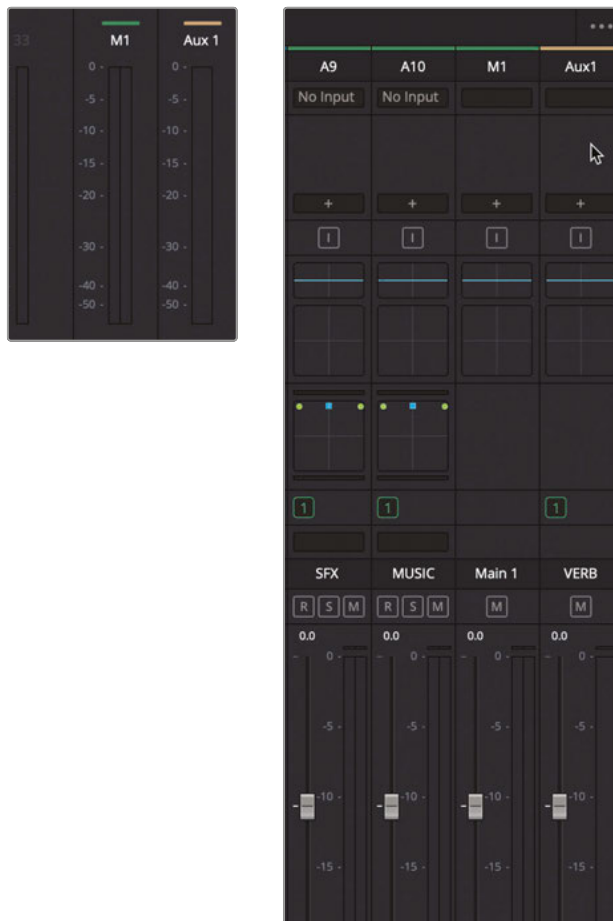 33 M1 Aux 1
0 - 0 -
-5 - -5 -
-10 - -10 -
-15 - -15 -
-20 - -20 -
-30 - -30 -
-40 - -40 -
-50 - -50 -
•••
A9 A10 M1 Aux1
No Input No Input
+ + + +
I I I I
1 1 1
SFX MUSIC Main 1 VERB
R S M R S M M M
0.0 0.0 0.0 0.0
0 - 0 - 0 - 0 -
-5 - -5 - -5 - -5 -
-10 - -10 - -10 - -10 -
-15 - -15 - -15 - -15 -